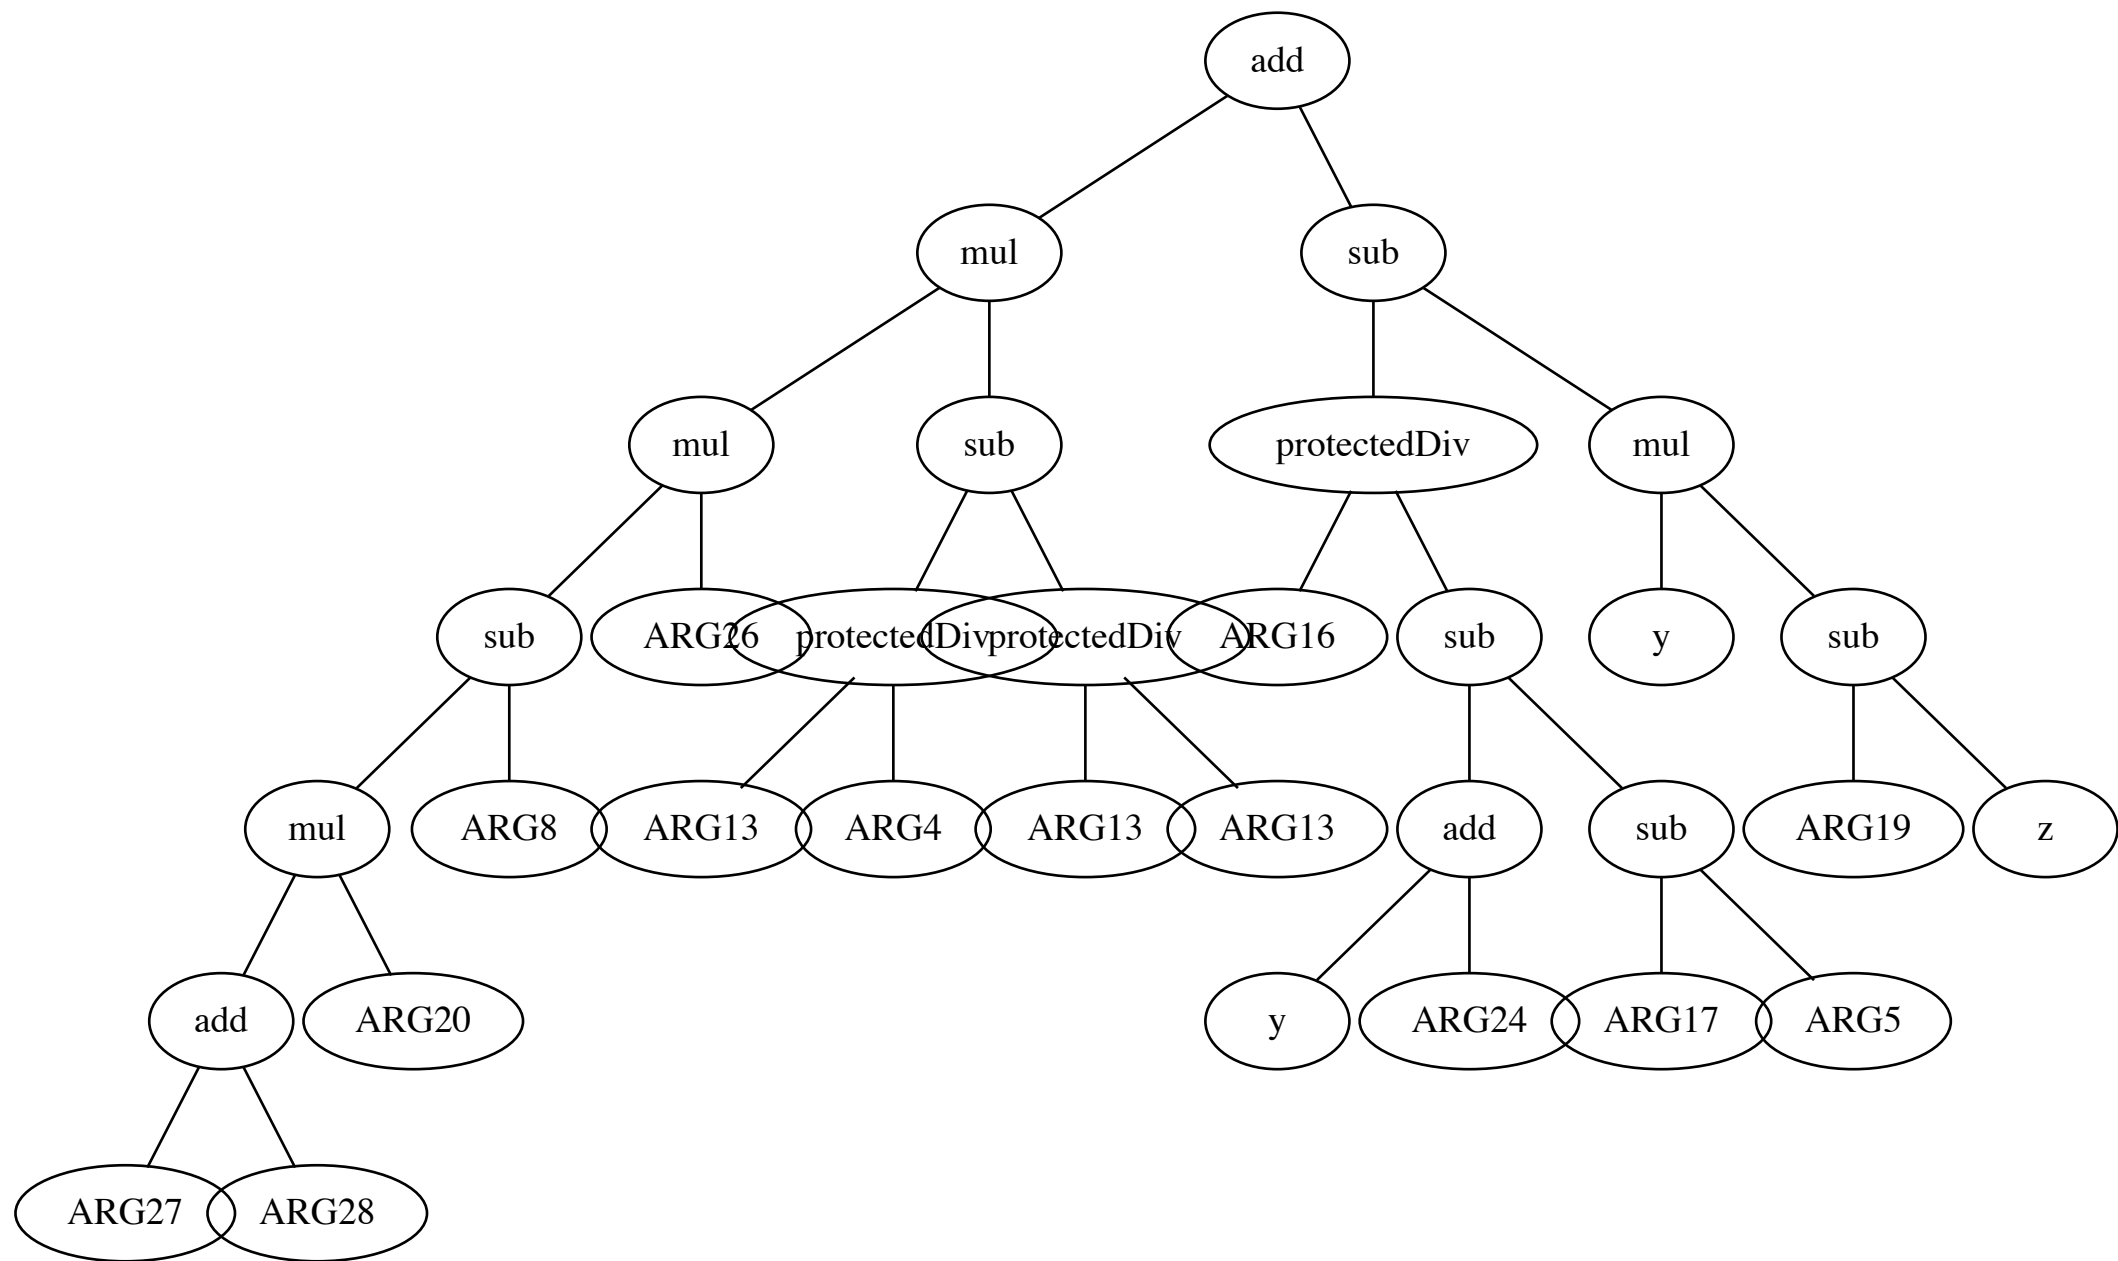 add
mul sub
mul sub protectedDiv mul
sub ARG26 protectedDiv protectedDiv ARG16 sub y sub
mul ARG8 ARG13 ARG4 ARG13 ARG13 add sub ARG19 z
add ARG20 y ARG24 ARG17 ARG5
ARG27 ARG28